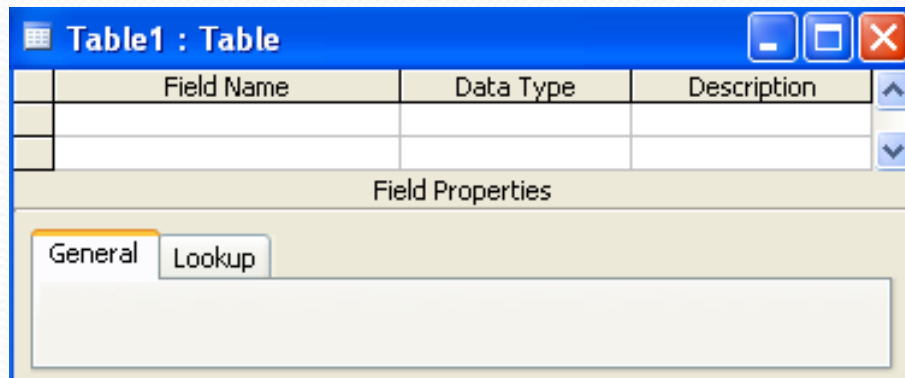 Table1 : Table
Field Name Data Type Description
Field Properties
General Lookup